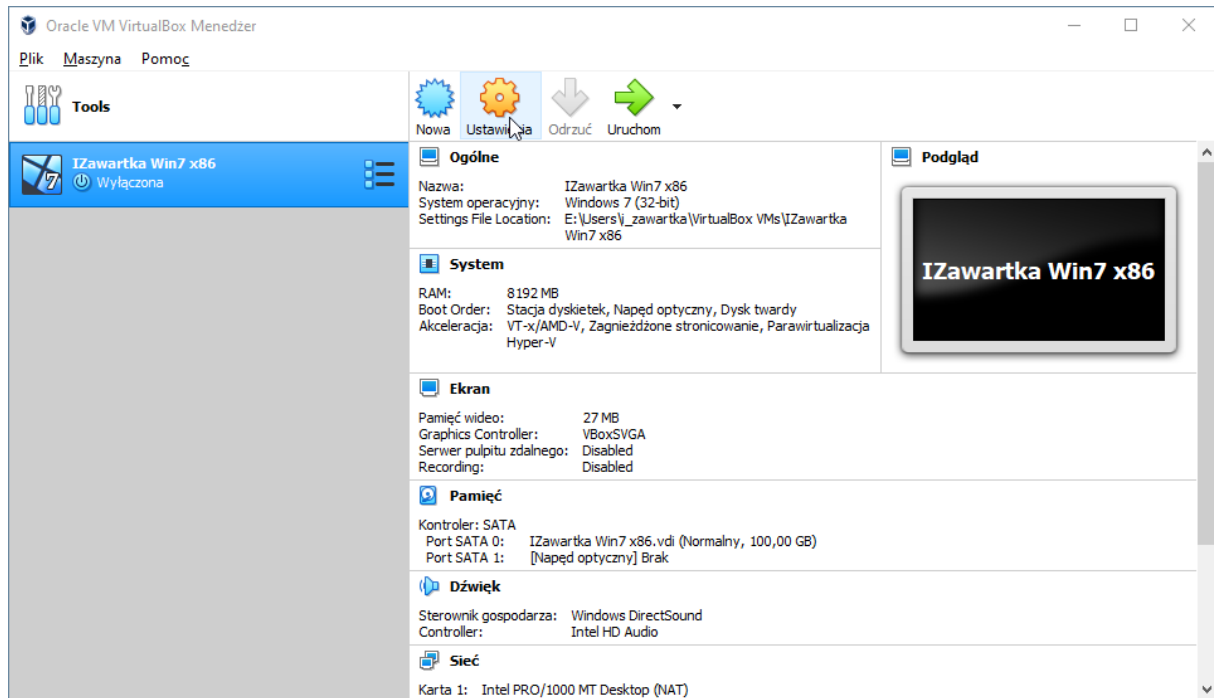 Oracle VM VirtualBox Menedżer
Plik Maszyna Pomoc
Tools
Nowa Ustawienia Odrzuć Uruchom
IZawartka Win7 x86
Wyłączona
Ogólne
Nazwa: IZawartka Win7 x86
System operacyjny: Windows 7 (32-bit)
Settings File Location: E:\Users\j_zawartka\VirtualBox VMs\IZawartka
Win7 x86
Podgląd
IZawartka Win7 x86
System
RAM: 8192 MB
Boot Order: Stacja dyskietek, Napęd optyczny, Dysk twardy
Akceleracja: VT-x/AMD-V, Zagnieżdżone stronicowanie, Parawirtualizacja
Hyper-V
Ekran
Pamięć wideo: 27 MB
Graphics Controller: VBoxSVGA
Serwer pulpitu zdalnego: Disabled
Recording: Disabled
Pamięć
Kontroler: SATA
Port SATA 0: IZawartka Win7 x86.vdi (Normalny, 100,00 GB)
Port SATA 1: [Napęd optyczny] Brak
Dźwięk
Sterownik gospodarza: Windows DirectSound
Controller: Intel HD Audio
Sieć
Karta 1: Intel PRO/1000 MT Desktop (NAT)